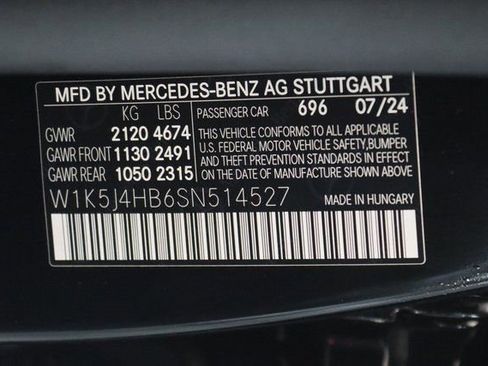 MFD BY MERCEDES-BENZ AG STUTTGART
KG LBS
GVWR 2120 4674
GAWR FRONT 1130 2491
GAWR REAR 1050 2315
PASSENGER CAR 696 07/24
THIS VEHICLE CONFORMS TO ALL APPLICABLE
U.S. FEDERAL MOTOR VEHICLE SAFETY, BUMPER
AND THEFT PREVENTION STANDARDS IN EFFECT
ON THE DATE OF MANUFACTURE SHOWN ABOVE.
W1K5J4HB6SN514527
MADE IN HUNGARY